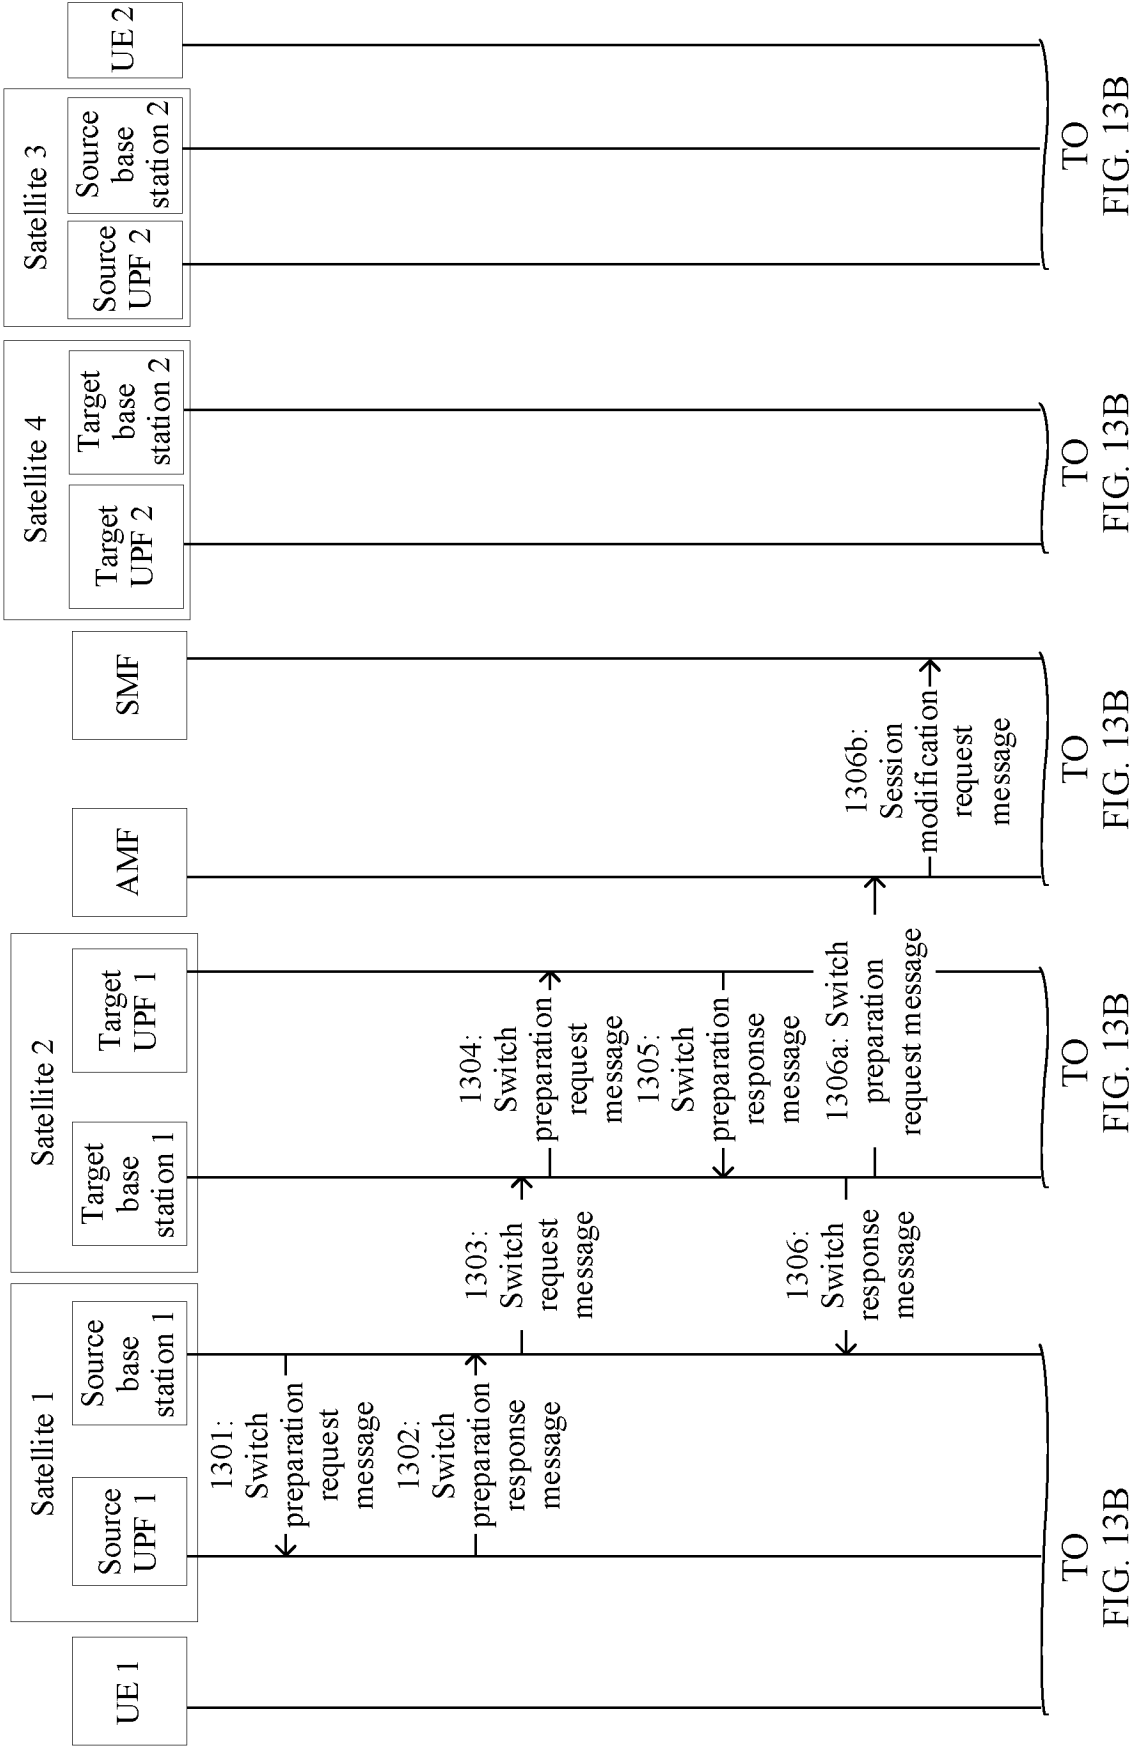 UE 1
Satellite 1
Source
UPF 1
Source
base
station 1
Satellite 2
Target
base
station 1
Target
UPF 1
AMF
SMF
Satellite 4
Target
UPF 2
Target
base
station 2
Satellite 3
Source
UPF 2
Source
base
station 2
UE 2
1301:
Switch
preparation
request
message
1302:
Switch
preparation
response
message
1303:
Switch
request
message
1304:
Switch
preparation
request
message
1305:
Switch
preparation
response
message
1306:
Switch
response
message
1306a: Switch
preparation
request message
1306b:
Session
modification
request
message
TO
FIG. 13B
TO
FIG. 13B
TO
FIG. 13B
TO
FIG. 13B
TO
FIG. 13B